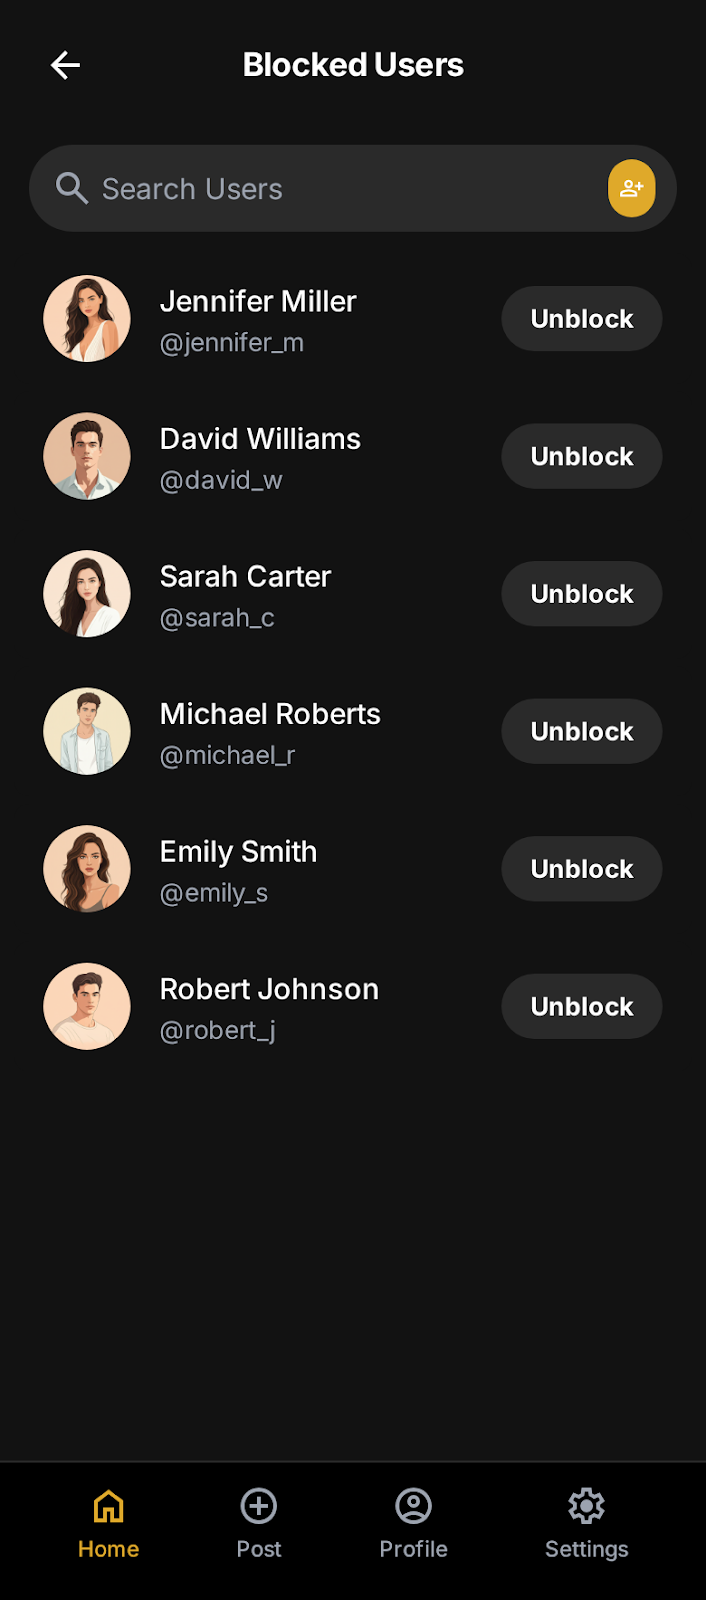 Blocked Users
Search Users
Jennifer Miller
@jennifer_m
Unblock
David Williams
@david_w
Unblock
Sarah Carter
@sarah_c
Unblock
Michael Roberts
@michael_r
Unblock
Emily Smith
@emily_s
Unblock
Robert Johnson
@robert_j
Unblock
Home
Post
Profile
Settings